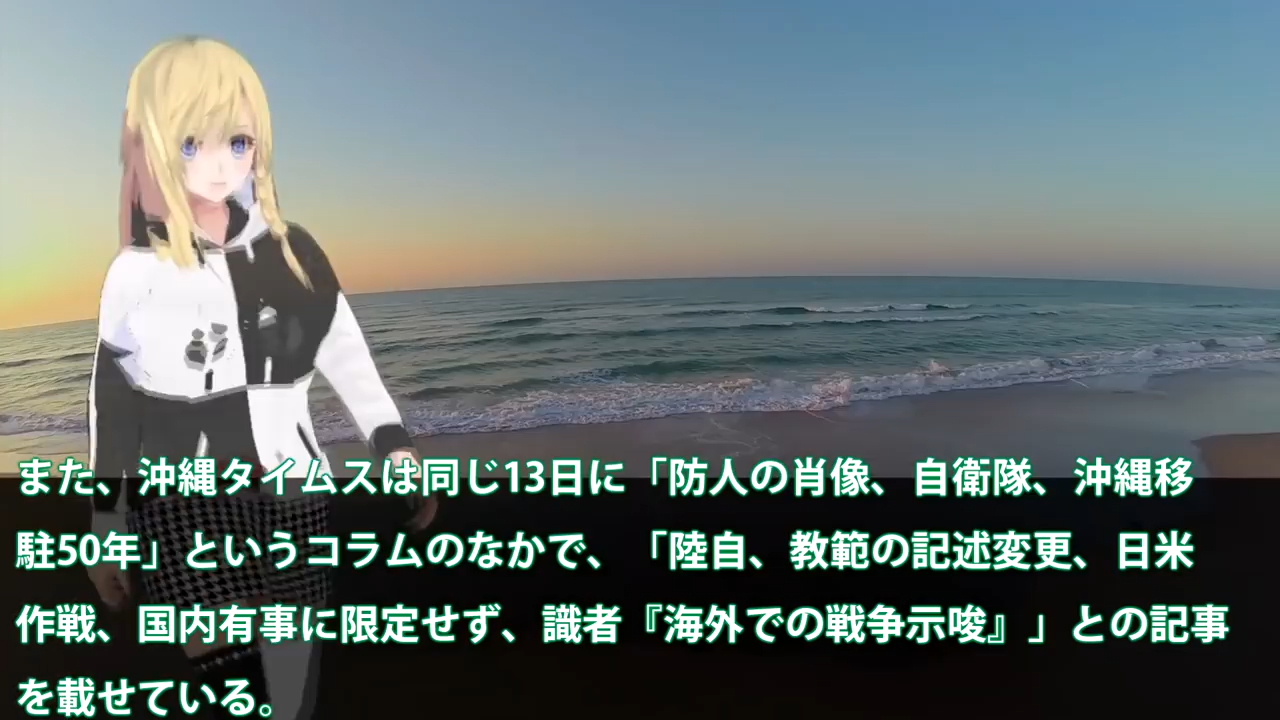 また、沖縄タイムスは同じ13日に「防人の肖像、自衛隊、沖縄移
駐50年」というコラムのなかで、「陸自、教範の記述変更、日米
作戦、国内有事に限定せず、識者『海外での戦争示唆』」との記事
を載せている。